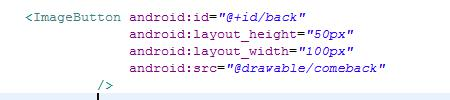 <ImageButton android:id="@+id/back"
android:layout_height="50px"
android:layout_width="100px"
android:src="@drawable/comeback"
/>